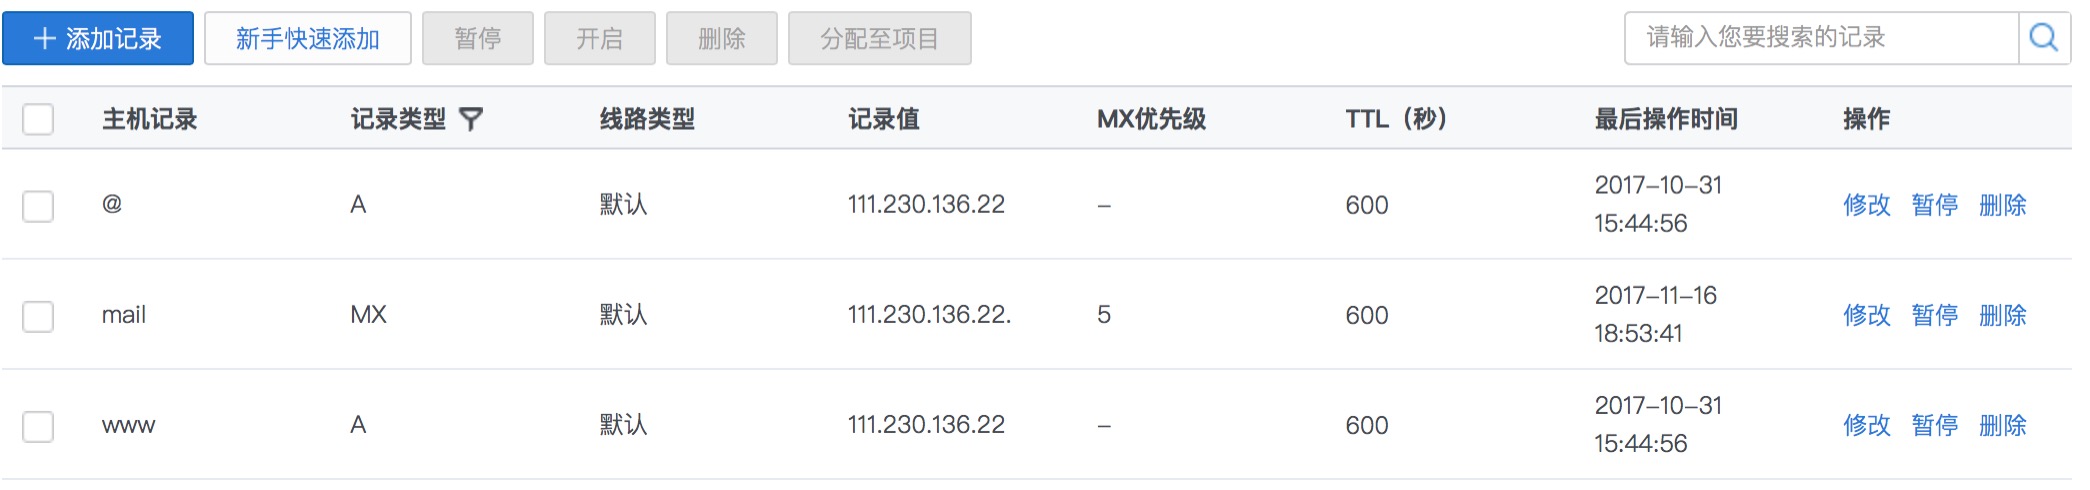 添加记录 新手快速添加 暂停 开启 删除 分配至项目 请输入您要搜索的记录
主机记录 记录类型 线路类型 记录值 MX优先级 TTL（秒） 最后操作时间 操作
@ A 默认 111.230.136.22 – 600 2017-10-31 15:44:56 修改 暂停 删除
mail MX 默认 111.230.136.22. 5 600 2017-11-16 18:53:41 修改 暂停 删除
www A 默认 111.230.136.22 – 600 2017-10-31 15:44:56 修改 暂停 删除